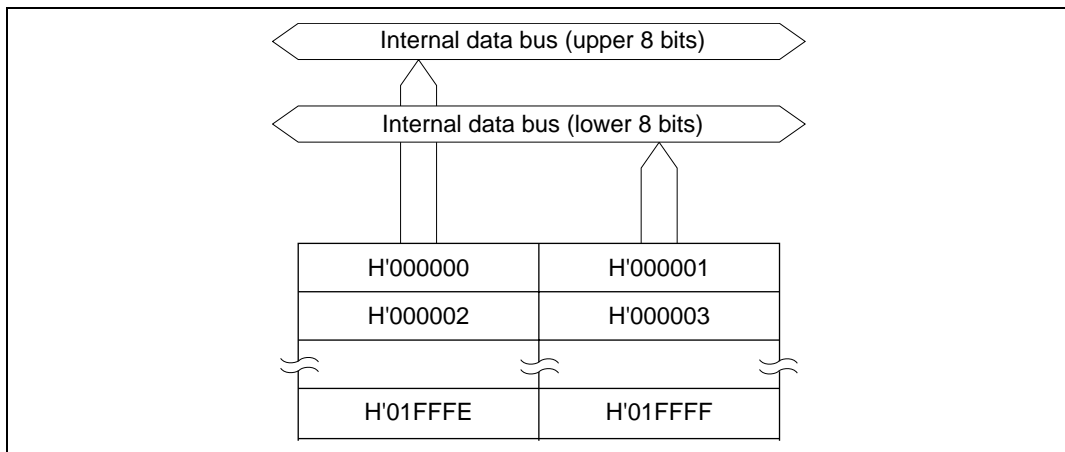 Internal data bus (upper 8 bits)
Internal data bus (lower 8 bits)
H'000000 H'000001
H'000002 H'000003
H'01FFFE H'01FFFF